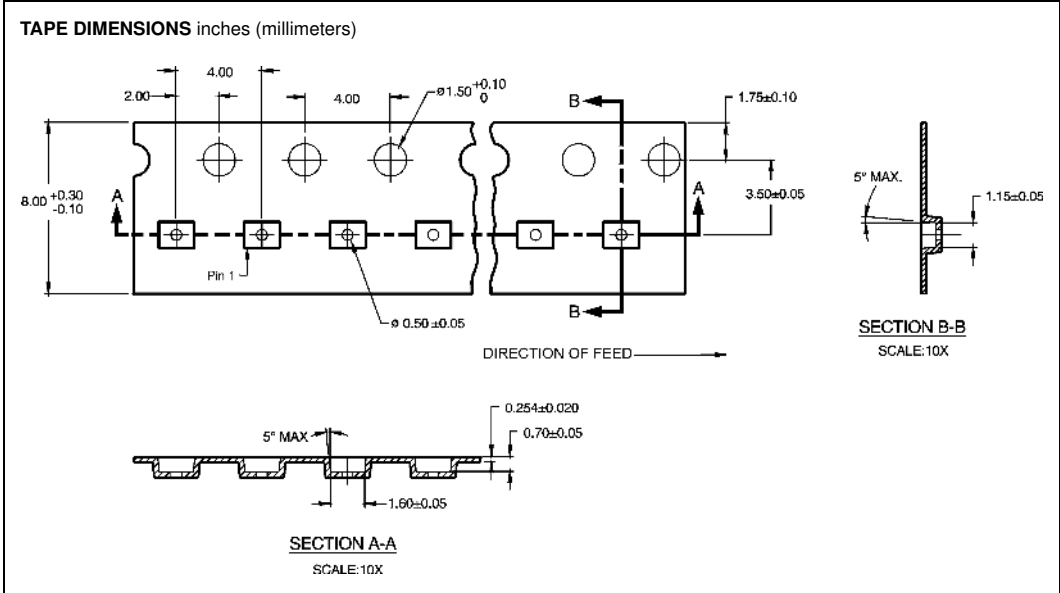 TAPE DIMENSIONS inches (millimeters)
4.00
2.00
4.00
ø1.50 +0.10
0
B
1.75±0.10
8.00 +0.30
-0.10
A
A
3.50±0.05
5° MAX.
1.15±0.05
Pin 1
ø 0.50±0.05
B
SECTION B-B
SCALE:10X
DIRECTION OF FEED
0.254±0.020
5° MAX
0.70±0.05
1.60±0.05
SECTION A-A
SCALE:10X